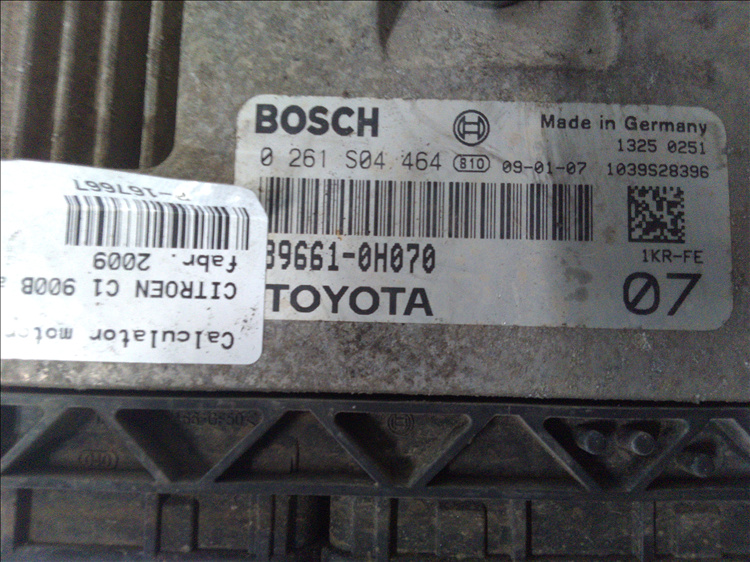 BOSCH
Made in Germany
1325 0251
0 261 S04 464 810 09-01-07 1039S28396
89661-0H070
1KR-FE
TOYOTA
07
Calculator motor
CITROEN C1 900B
fabr. 2009
P-167667